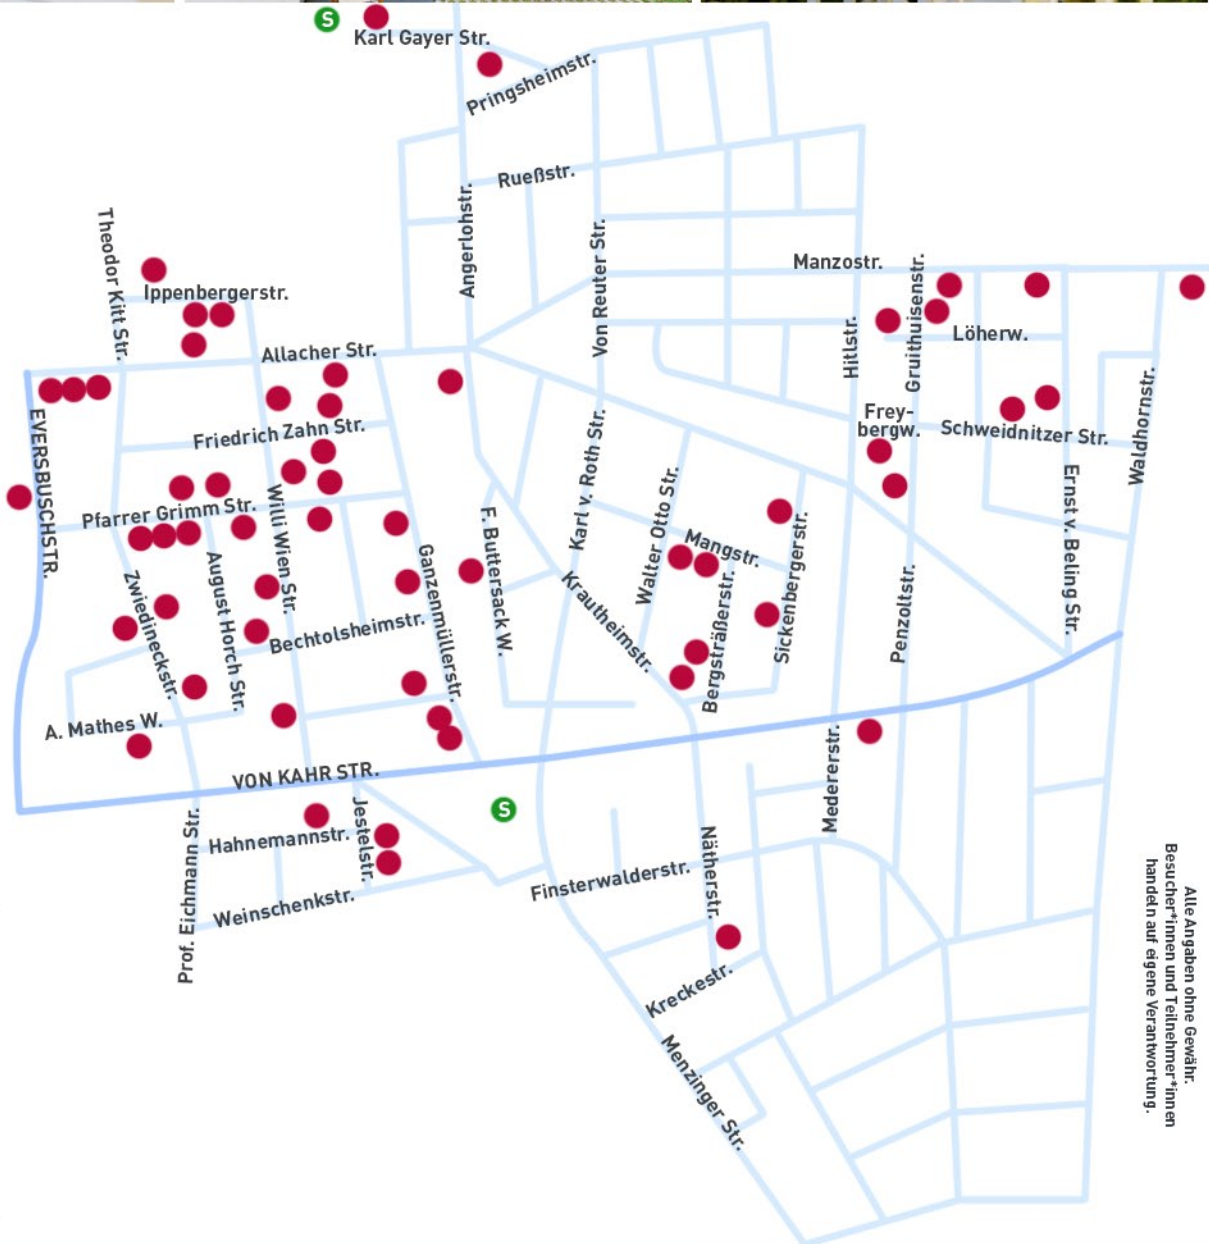 S
Karl Gayer Str.
Pringsheimstr.
Rueßstr.
Angerlohstr.
Von Reuter Str.
Manzostr.
Theodor Kitt Str.
Ippenbergerstr.
Allacher Str.
Hitlstr.
Gruithuisenstr.
Löherw.
Waldhornstr.
EVERSBUSCHSTR.
Friedrich Zahn Str.
Frey-
bergw.
Schweidnitzer Str.
Karl v. Roth Str.
Walter Otto Str.
Ernst v. Beling Str.
Pfarrer Grimm Str.
Willi Wien Str.
F. Buttersack W.
Mangstr.
Sickenbergerstr.
Zwiedineckstr.
August Horch Str.
Ganzenmüllerstr.
Krautheimstr.
Bergsträßerstr.
Penzoltstr.
Bechtolsheimstr.
A. Mathes W.
VON KAHR STR.
Medererstr.
S
Prof. Eichmann Str.
Hahnemannstr.
Jestelstr.
Weinschenkstr.
Finsterwalderstr.
Nätherstr.
Kreckestr.
Menzinger Str.
Alle Angaben ohne Gewähr.
Besucher*innen und Teilnehmer*innen
handeln auf eigene Verantwortung.